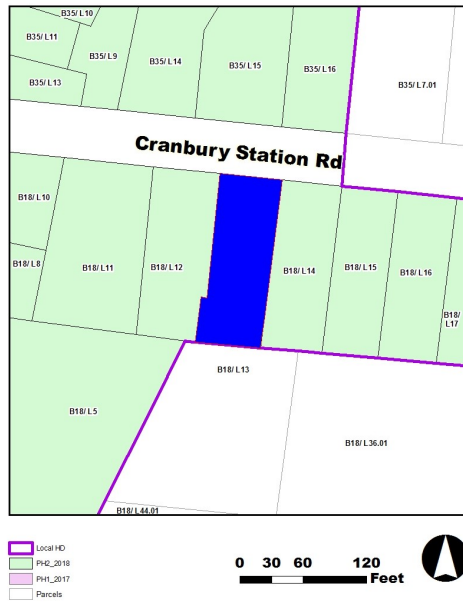 B35/ L10
B35/ L11
B35/ L9
B35/ L14
B35/ L15
B35/ L16
B35/ L13
B35/ L7.01
Cranbury Station Rd
B18/ L10
B18/ L8
B18/ L11
B18/ L12
B18/ L14
B18/ L15
B18/ L16
B18/
L17
B18/ L13
B18/ L5
B18/ L36.01
B18/ L44.01
Local HD
PH2_2018
PH1_2017
Parcels
0 30 60 120
Feet